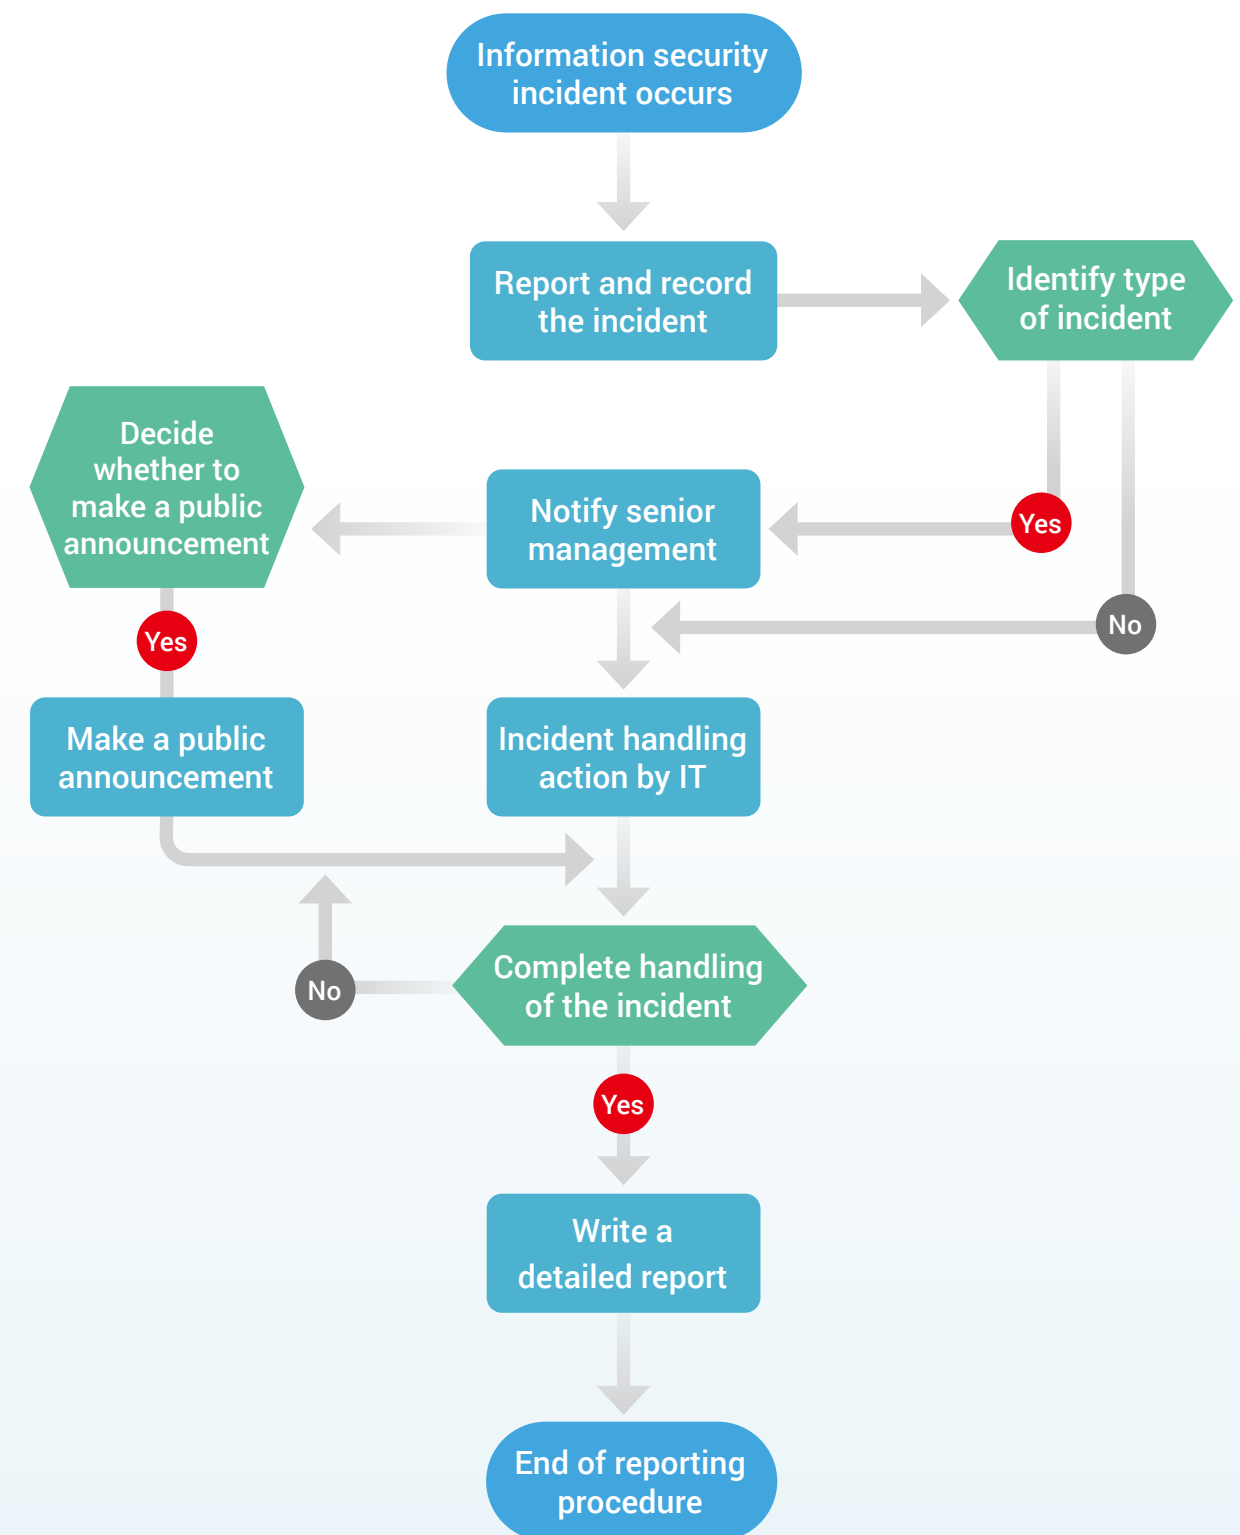 Information security
incident occurs
Report and record
the incident
Identify type
of incident
Decide
whether to
make a public
announcement
Notify senior
management
Yes
No
Yes
Make a public
announcement
Incident handling
action by IT
Complete handling
of the incident
No
Yes
Write a
detailed report
End of reporting
procedure